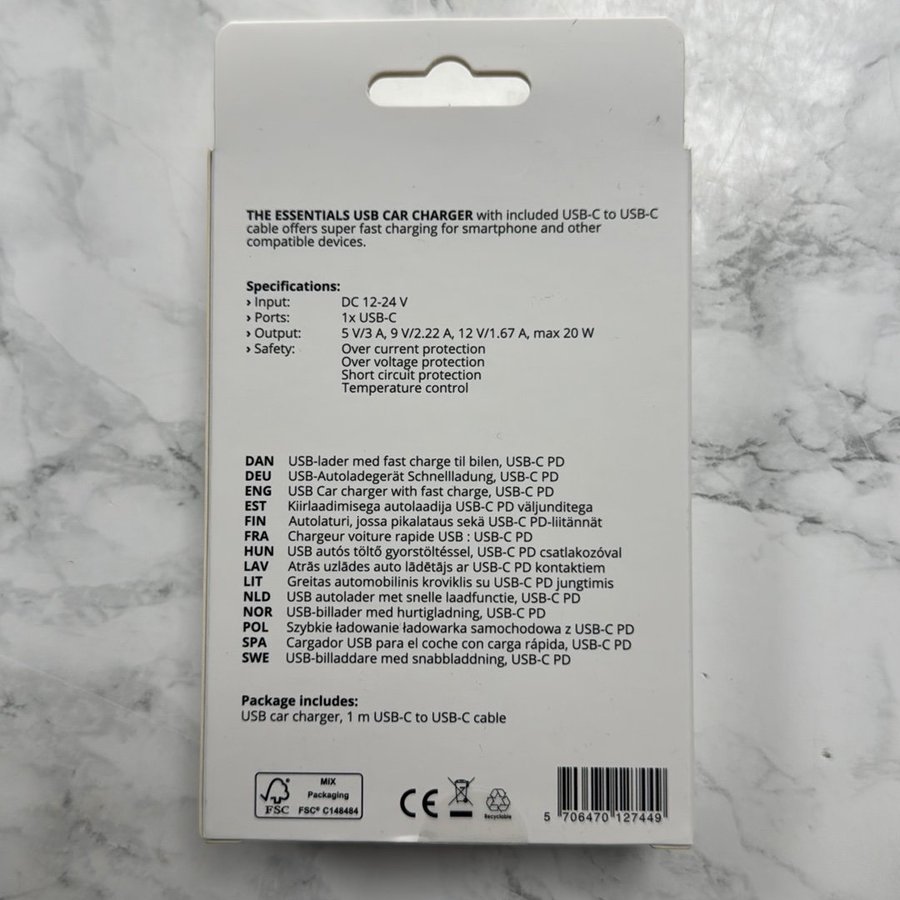 THE ESSENTIALS USB CAR CHARGER with included USB-C to USB-C
cable offers super fast charging for smartphone and other
compatible devices.
Specifications:
› Input: DC 12-24 V
› Ports: 1x USB-C
› Output: 5 V/3 A, 9 V/2.22 A, 12 V/1.67 A, max 20 W
› Safety: Over current protection
Over voltage protection
Short circuit protection
Temperature control
DAN USB-lader med fast charge til bilen, USB-C PD
DEU USB-Autoladegerät Schnellladung, USB-C PD
ENG USB Car charger with fast charge, USB-C PD
EST Kiirlaadimisega autolaadija USB-C PD väljunditega
FIN Autolaturi, jossa pikalataus sekä USB-C PD-liitännät
FRA Chargeur voiture rapide USB : USB-C PD
HUN USB autós töltő gyorstöltéssel, USB-C PD csatlakozóval
LAV Atrās uzlādes auto lādētājs ar USB-C PD kontaktiem
LIT Greitas automobilinis kroviklis su USB-C PD jungtimis
NLD USB autolader met snelle laadfunctie, USB-C PD
NOR USB-billader med hurtigladning, USB-C PD
POL Szybkie ładowanie ładowarka samochodowa z USB-C PD
SPA Cargador USB para el coche con carga rápida, USB-C PD
SWE USB-billaddare med snabbladdning, USB-C PD
Package includes:
USB car charger, 1 m USB-C to USB-C cable
FSC
MIX
Packaging
FSC® C148484
CE
Recyclable
5 706470 127449